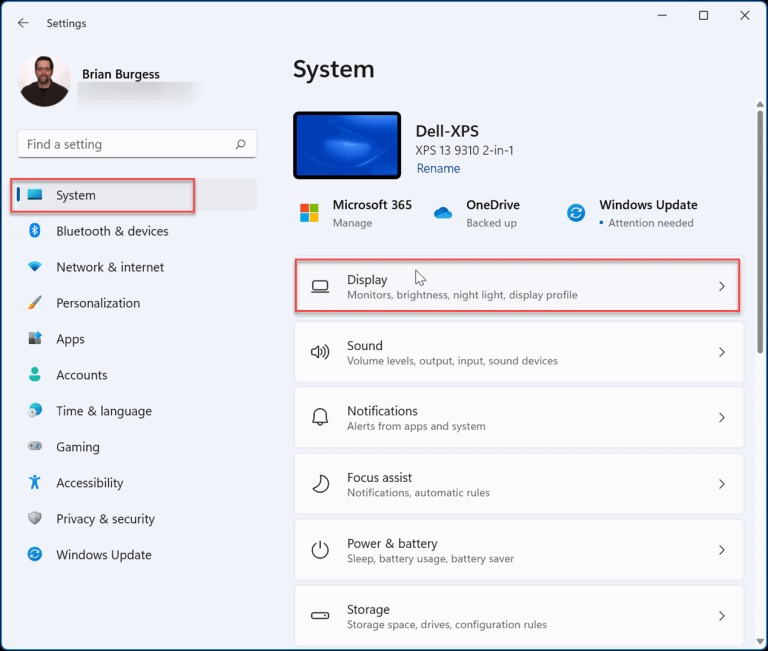 Settings
Brian Burgess
Find a setting
System
Bluetooth & devices
Network & internet
Personalization
Apps
Accounts
Time & language
Gaming
Accessibility
Privacy & security
Windows Update
System
Dell-XPS
XPS 13 9310 2-in-1
Rename
Microsoft 365
Manage
OneDrive
Backed up
Windows Update
• Attention needed
Display
Monitors, brightness, night light, display profile
Sound
Volume levels, output, input, sound devices
Notifications
Alerts from apps and system
Focus assist
Notifications, automatic rules
Power & battery
Sleep, battery usage, battery saver
Storage
Storage space, drives, configuration rules